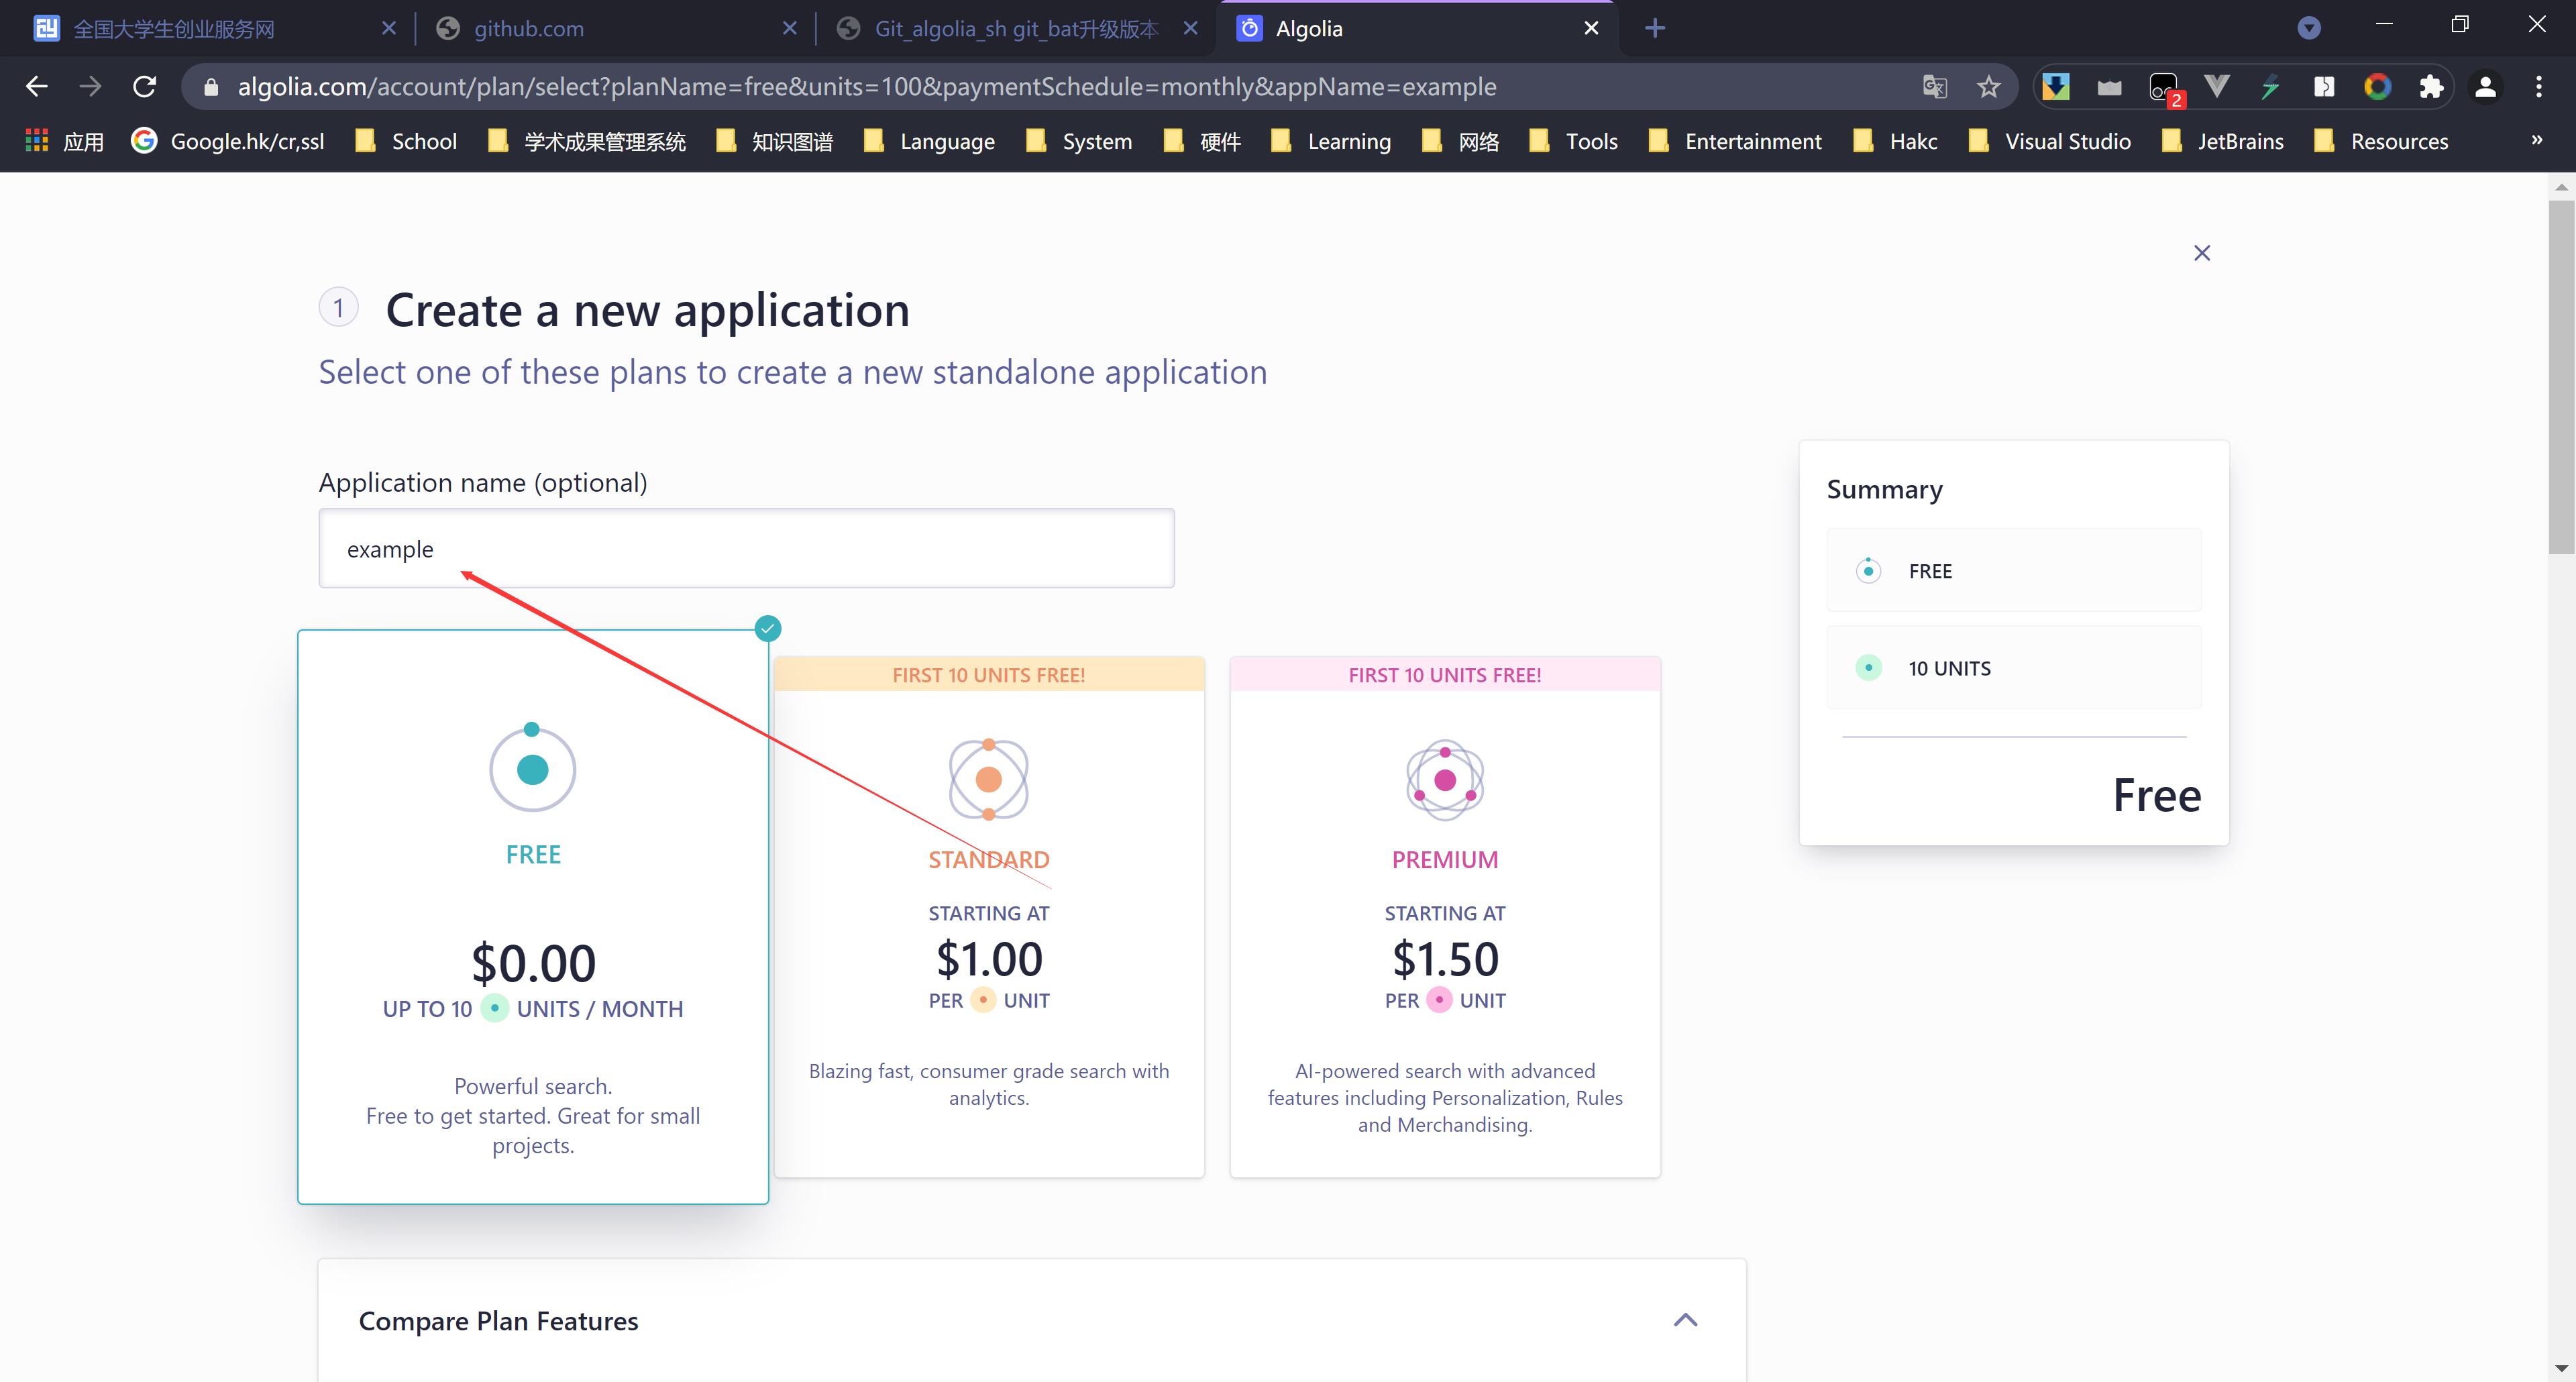 全国大学生创业服务网
github.com
Git_algolia_sh git_bat升级版本
Algolia
algolia.com/account/plan/select?planName=free&units=100&paymentSchedule=monthly&appName=example
2
应用
Google.hk/cr,ssl
School
学术成果管理系统
知识图谱
Language
System
硬件
Learning
网络
Tools
Entertainment
Hakc
Visual Studio
JetBrains
Resources
»
1
Create a new application
Select one of these plans to create a new standalone application
Application name (optional)
example
FREE
$0.00
UP TO 10 UNITS / MONTH
Powerful search.
Free to get started. Great for small
projects.
FIRST 10 UNITS FREE!
STANDARD
STARTING AT
$1.00
PER UNIT
Blazing fast, consumer grade search with
analytics.
FIRST 10 UNITS FREE!
PREMIUM
STARTING AT
$1.50
PER UNIT
AI-powered search with advanced
features including Personalization, Rules
and Merchandising.
Summary
FREE
10 UNITS
Free
Compare Plan Features